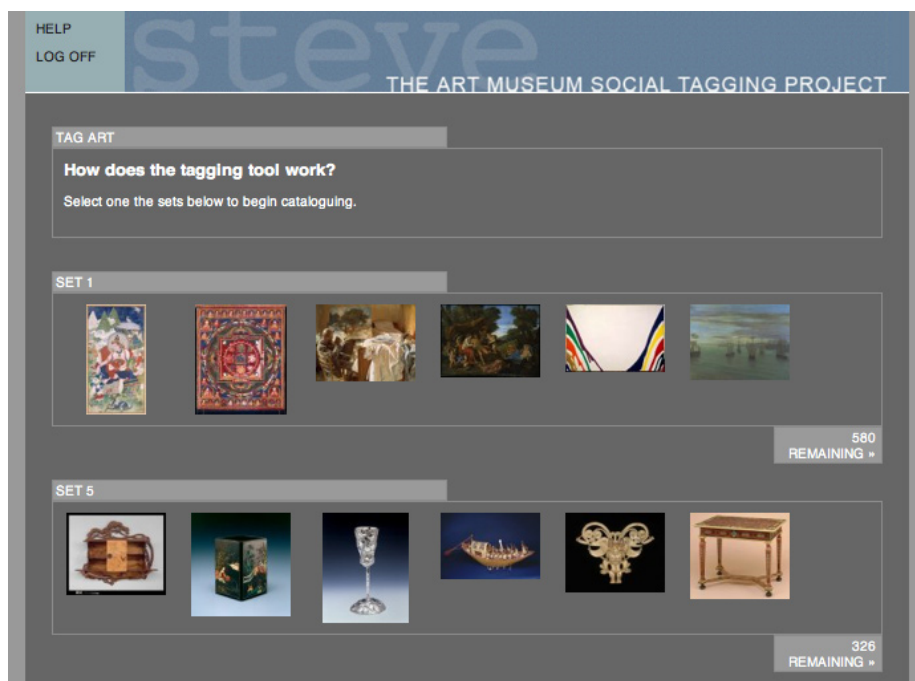 HELP
LOG OFF
steve
THE ART MUSEUM SOCIAL TAGGING PROJECT
TAG ART
How does the tagging tool work?
Select one the sets below to begin cataloguing.
SET 1
580
REMAINING »
SET 5
326
REMAINING »